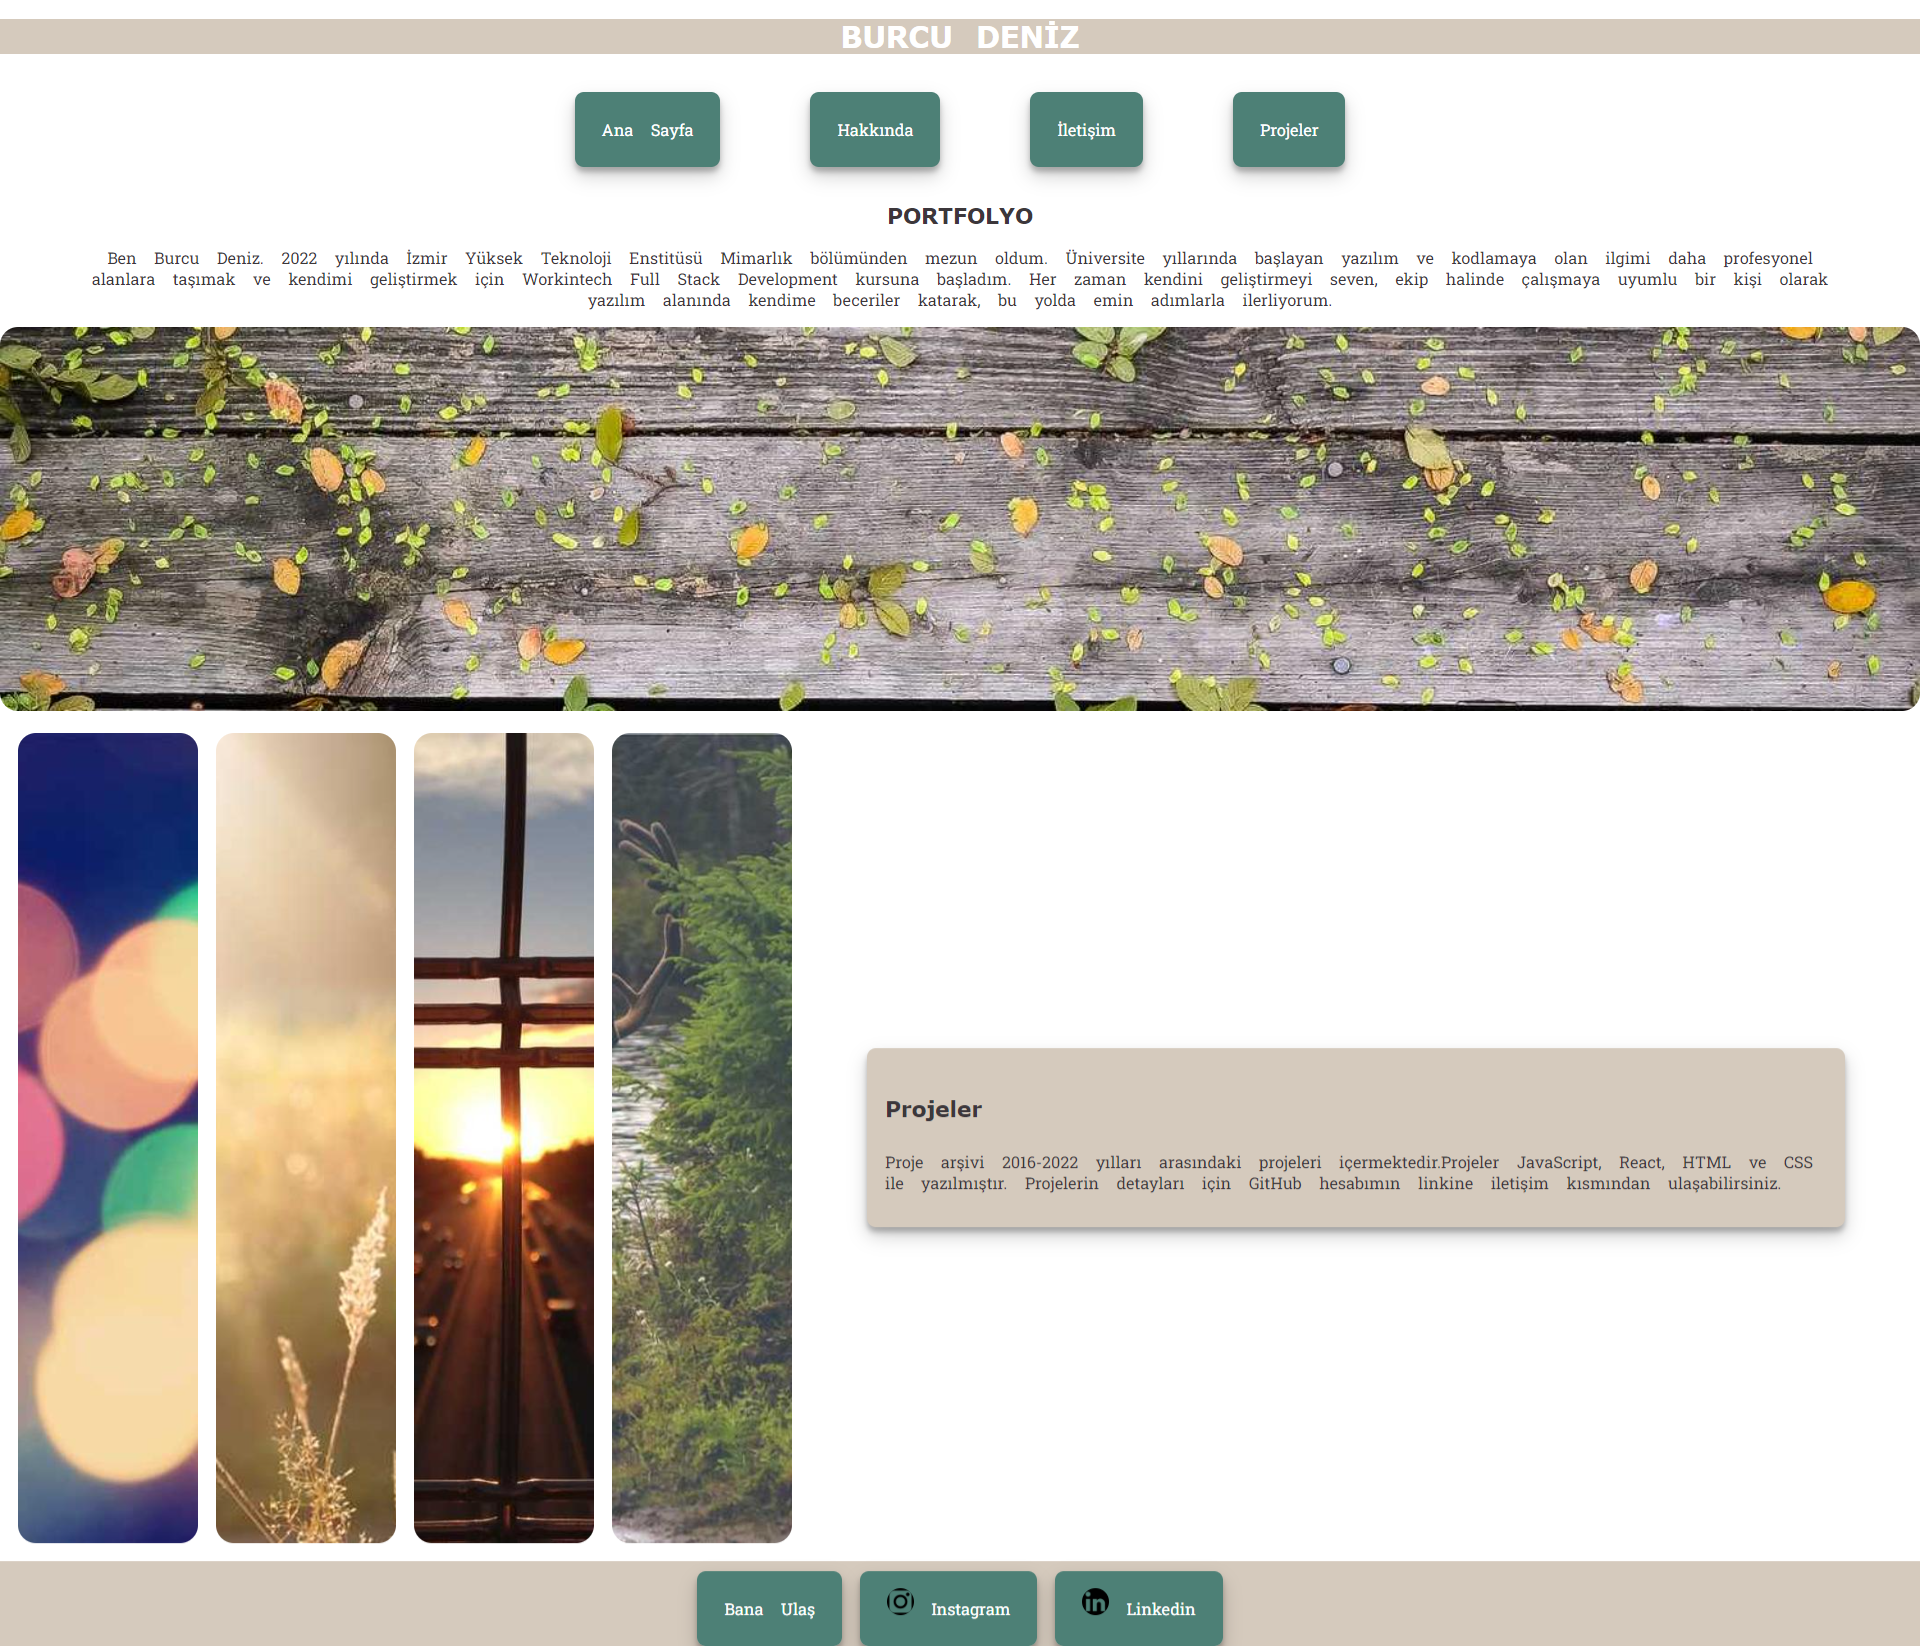 BURCU DENİZ
Ana Sayfa
Hakkında
İletişim
Projeler
PORTFOLYO
Ben Burcu Deniz. 2022 yılında İzmir Yüksek Teknoloji Enstitüsü Mimarlık bölümünden mezun oldum. Üniversite yıllarında başlayan yazılım ve kodlamaya olan ilgimi daha profesyonel
alanlara taşımak ve kendimi geliştirmek için Workintech Full Stack Development kursuna başladım. Her zaman kendini geliştirmeyi seven, ekip halinde çalışmaya uyumlu bir kişi olarak
yazılım alanında kendime beceriler katarak, bu yolda emin adımlarla ilerliyorum.
Projeler
Proje arşivi 2016-2022 yılları arasındaki projeleri içermektedir.Projeler JavaScript, React, HTML ve CSS
ile yazılmıştır. Projelerin detayları için GitHub hesabımın linkine iletişim kısmından ulaşabilirsiniz.
Bana Ulaş
Instagram
in Linkedin